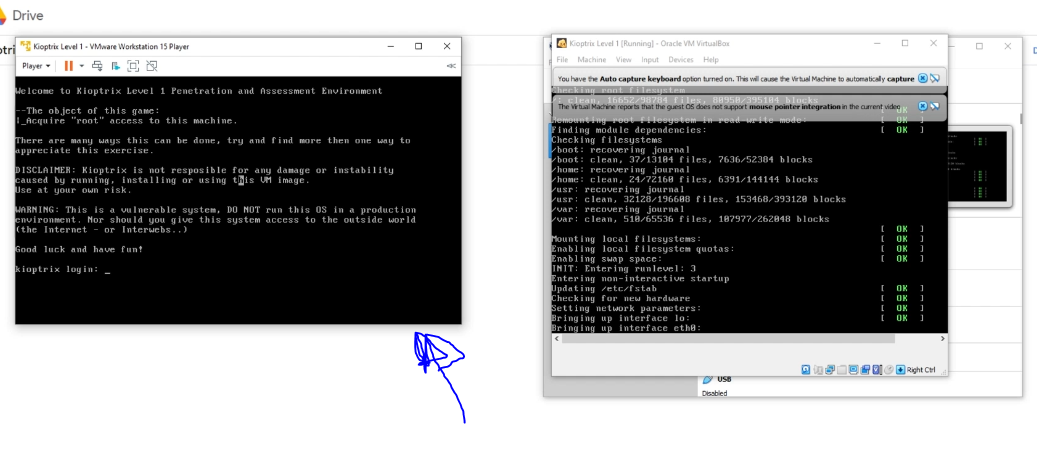 Drive
Kioptrix Level 1 - VMware Workstation 15 Player
Player
Welcome to Kioptrix Level 1 Penetration and Assessment Environment
--The object of this game:
|_Acquire "root" access to this machine.
There are many ways this can be done, try and find more then one way to
appreciate this exercise.
DISCLAIMER: Kioptrix is not resposible for any damage or instability
caused by running, installing or using this VM image.
Use at your own risk.
WARNING: This is a vulnerable system, DO NOT run this OS in a production
environment. Nor should you give this system access to the outside world
(the Internet - or Interwebs..)
Good luck and have fun!
kioptrix login: _
Kioptrix Level 1 [Running] - Oracle VM VirtualBox
File Machine View Input Devices Help
You have the Auto capture keyboard option turned on. This will cause the Virtual Machine to automatically capture
Checking root filesystem
/: clean, 16652/98784 files, 80950/395104 blocks
[ OK ]
The Virtual Machine reports that the guest OS does not support mouse pointer integration in the current video
Remounting root filesystem in read-write mode: [ OK ]
Finding module dependencies: [ OK ]
Checking filesystems
/boot: recovering journal
/boot: clean, 37/13104 files, 7636/52384 blocks
/home: recovering journal
/home: clean, 24/72160 files, 6391/144144 blocks
/usr: recovering journal
/usr: clean, 32128/196608 files, 153468/393120 blocks
/var: recovering journal
/var: clean, 510/65536 files, 107977/262048 blocks
[ OK ]
Mounting local filesystems: [ OK ]
Enabling local filesystem quotas: [ OK ]
Enabling swap space: [ OK ]
INIT: Entering runlevel: 3
Entering non-interactive startup
Updating /etc/fstab [ OK ]
Checking for new hardware [ OK ]
Setting network parameters: [ OK ]
Bringing up interface lo: [ OK ]
Bringing up interface eth0:
Right Ctrl
USB
Disabled